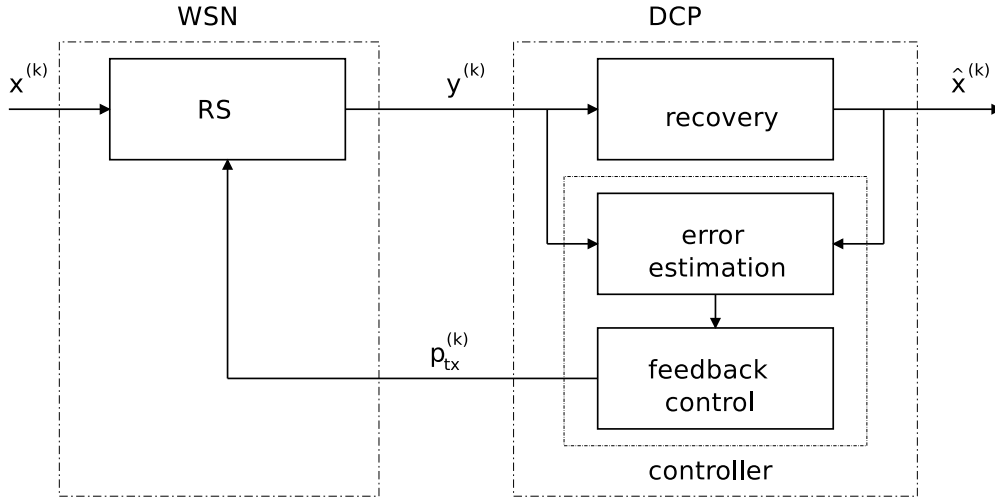 WSN
DCP
x^(k)
RS
y^(k)
recovery
x̂^(k)
error
estimation
p_tx^(k)
feedback
control
controller